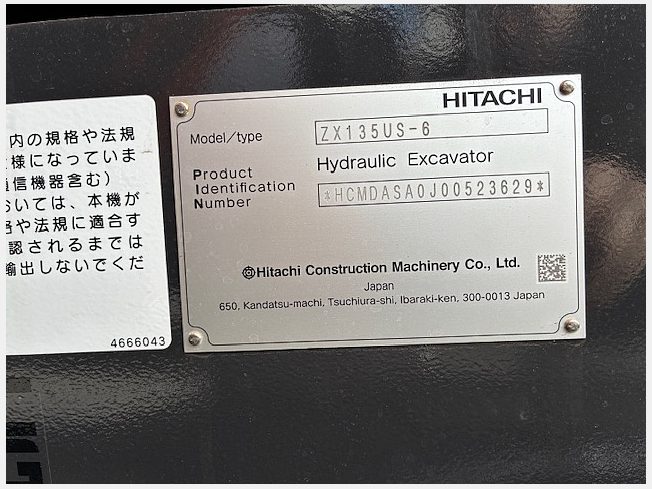 内の規格や法規
様になっていま
信機器含む）
おいては、本機が
格や法規に適合す
認されるまでは
輸出しないでくだ
4666043
HITACHI
Model/type ZX135US-6
Hydraulic Excavator
Product
Identification
Number
*HCMDASA0J00523629*
Hitachi Construction Machinery Co., Ltd.
Japan
650, Kandatsu-machi, Tsuchiura-shi, Ibaraki-ken, 300-0013 Japan